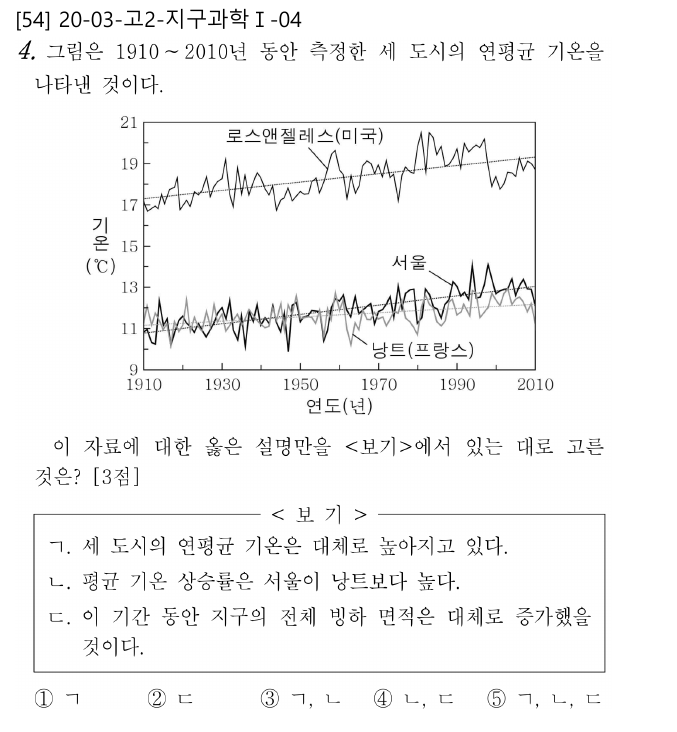 [54] 20-03-고2-지구과학Ⅰ-04
4. 그림은 1910~2010년 동안 측정한 세 도시의 연평균 기온을
나타낸 것이다.
21
로스앤젤레스(미국)
19
17
기온
(℃)
15
서울
13
11
낭트(프랑스)
9
1910 1930 1950 1970 1990 2010
연도(년)
이 자료에 대한 옳은 설명만을 <보기>에서 있는 대로 고른
것은? [3점]
< 보 기 >
ㄱ. 세 도시의 연평균 기온은 대체로 높아지고 있다.
ㄴ. 평균 기온 상승률은 서울이 낭트보다 높다.
ㄷ. 이 기간 동안 지구의 전체 빙하 면적은 대체로 증가했을
것이다.
① ㄱ ② ㄷ ③ ㄱ, ㄴ ④ ㄴ, ㄷ ⑤ ㄱ, ㄴ, ㄷ